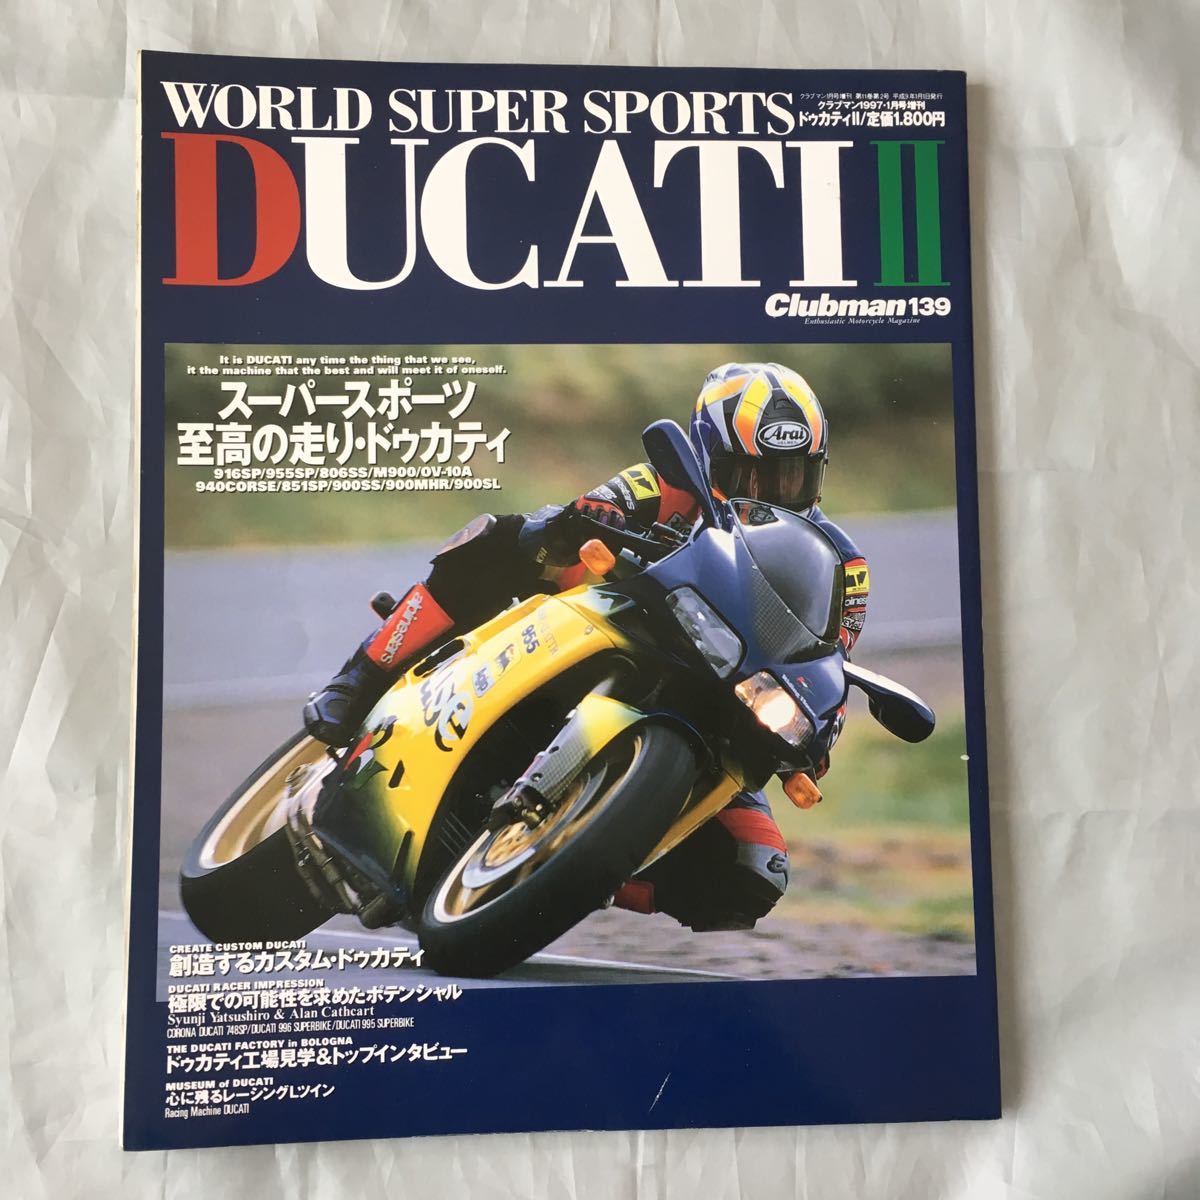 クラブマン1月号増刊 第11巻第2号 平成9年1月1日発行
クラブマン1997・1月号増刊
WORLD SUPER SPORTS
ドゥカティII/定価1.800円
DUCATI II
Clubman 139
Enthusiastic Motorcycle Magazine
It is DUCATI any time the thing that we see,
it the machine that the best and will meet it of oneself.
スーパースポーツ
至高の走り・ドゥカティ
916SP/955SP/806SS/M900/OV-10A
940CORSE/851SP/900SS/900MHR/900SL
Arai
HELMET
alpinestars
955
CREATE CUSTOM DUCATI
創造するカスタム・ドゥカティ
DUCATI RACER IMPRESSION
極限での可能性を求めたポテンシャル
Syunji Yatsushiro & Alan Cathcart
CORONA DUCATI 748SP/DUCATI 996 SUPERBIKE/DUCATI 995 SUPERBIKE
THE DUCATI FACTORY in BOLOGNA
ドゥカティ工場見学&トップインタビュー
MUSEUM of DUCATI
心に残るレーシングLツイン
Racing Machine DUCATI